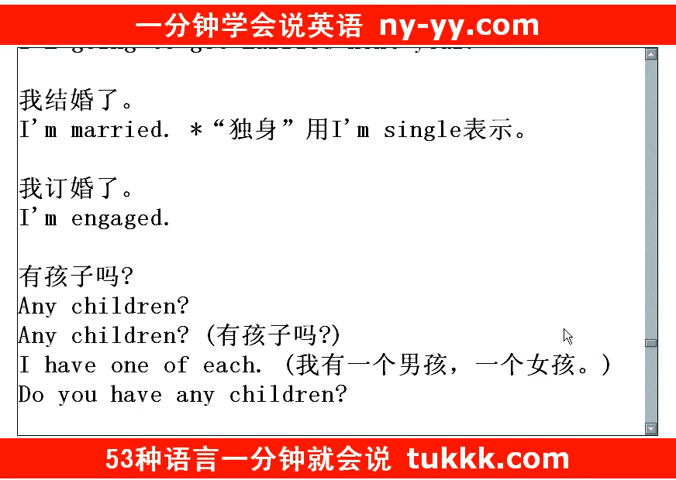 一分钟学会说英语 ny-yy.com
我结婚了。
I'm married. *“独身”用I'm single表示。
我订婚了。
I'm engaged.
有孩子吗?
Any children?
Any children? (有孩子吗?)
I have one of each. (我有一个男孩，一个女孩。)
Do you have any children?
53种语言一分钟就会说 tukkk.com